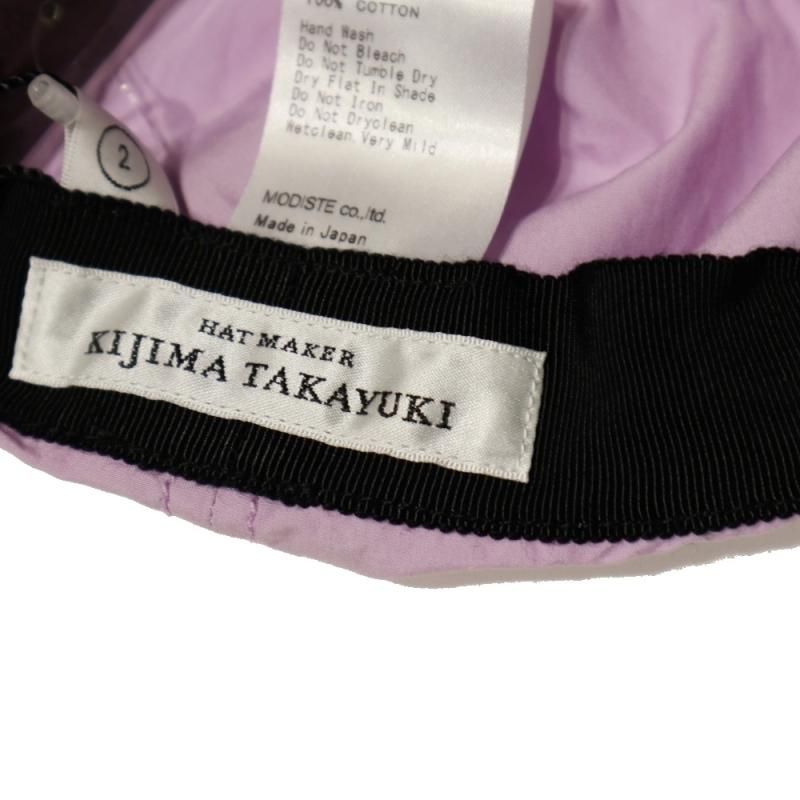 100% COTTON
Hand Wash
Do Not Bleach
Do Not Tumble Dry
Dry Flat In Shade
Do Not Iron
Do Not Dryclean
Wetclean Very Mild
MODISTE co.,ltd.
Made in Japan
2
HAT MAKER
KIJIMA TAKAYUKI